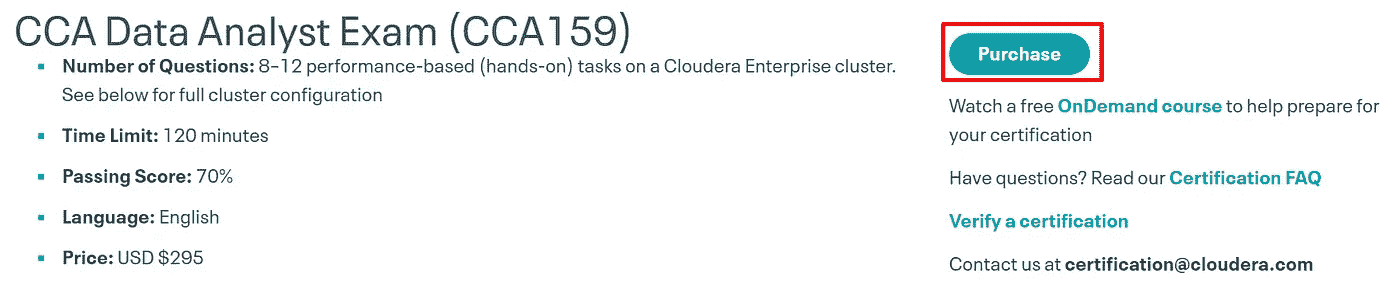 CCA Data Analyst Exam (CCA159)
Number of Questions: 8–12 performance-based (hands-on) tasks on a Cloudera Enterprise cluster.
See below for full cluster configuration
Time Limit: 120 minutes
Passing Score: 70%
Language: English
Price: USD $295
Purchase
Watch a free OnDemand course to help prepare for
your certification
Have questions? Read our Certification FAQ
Verify a certification
Contact us at certification@cloudera.com